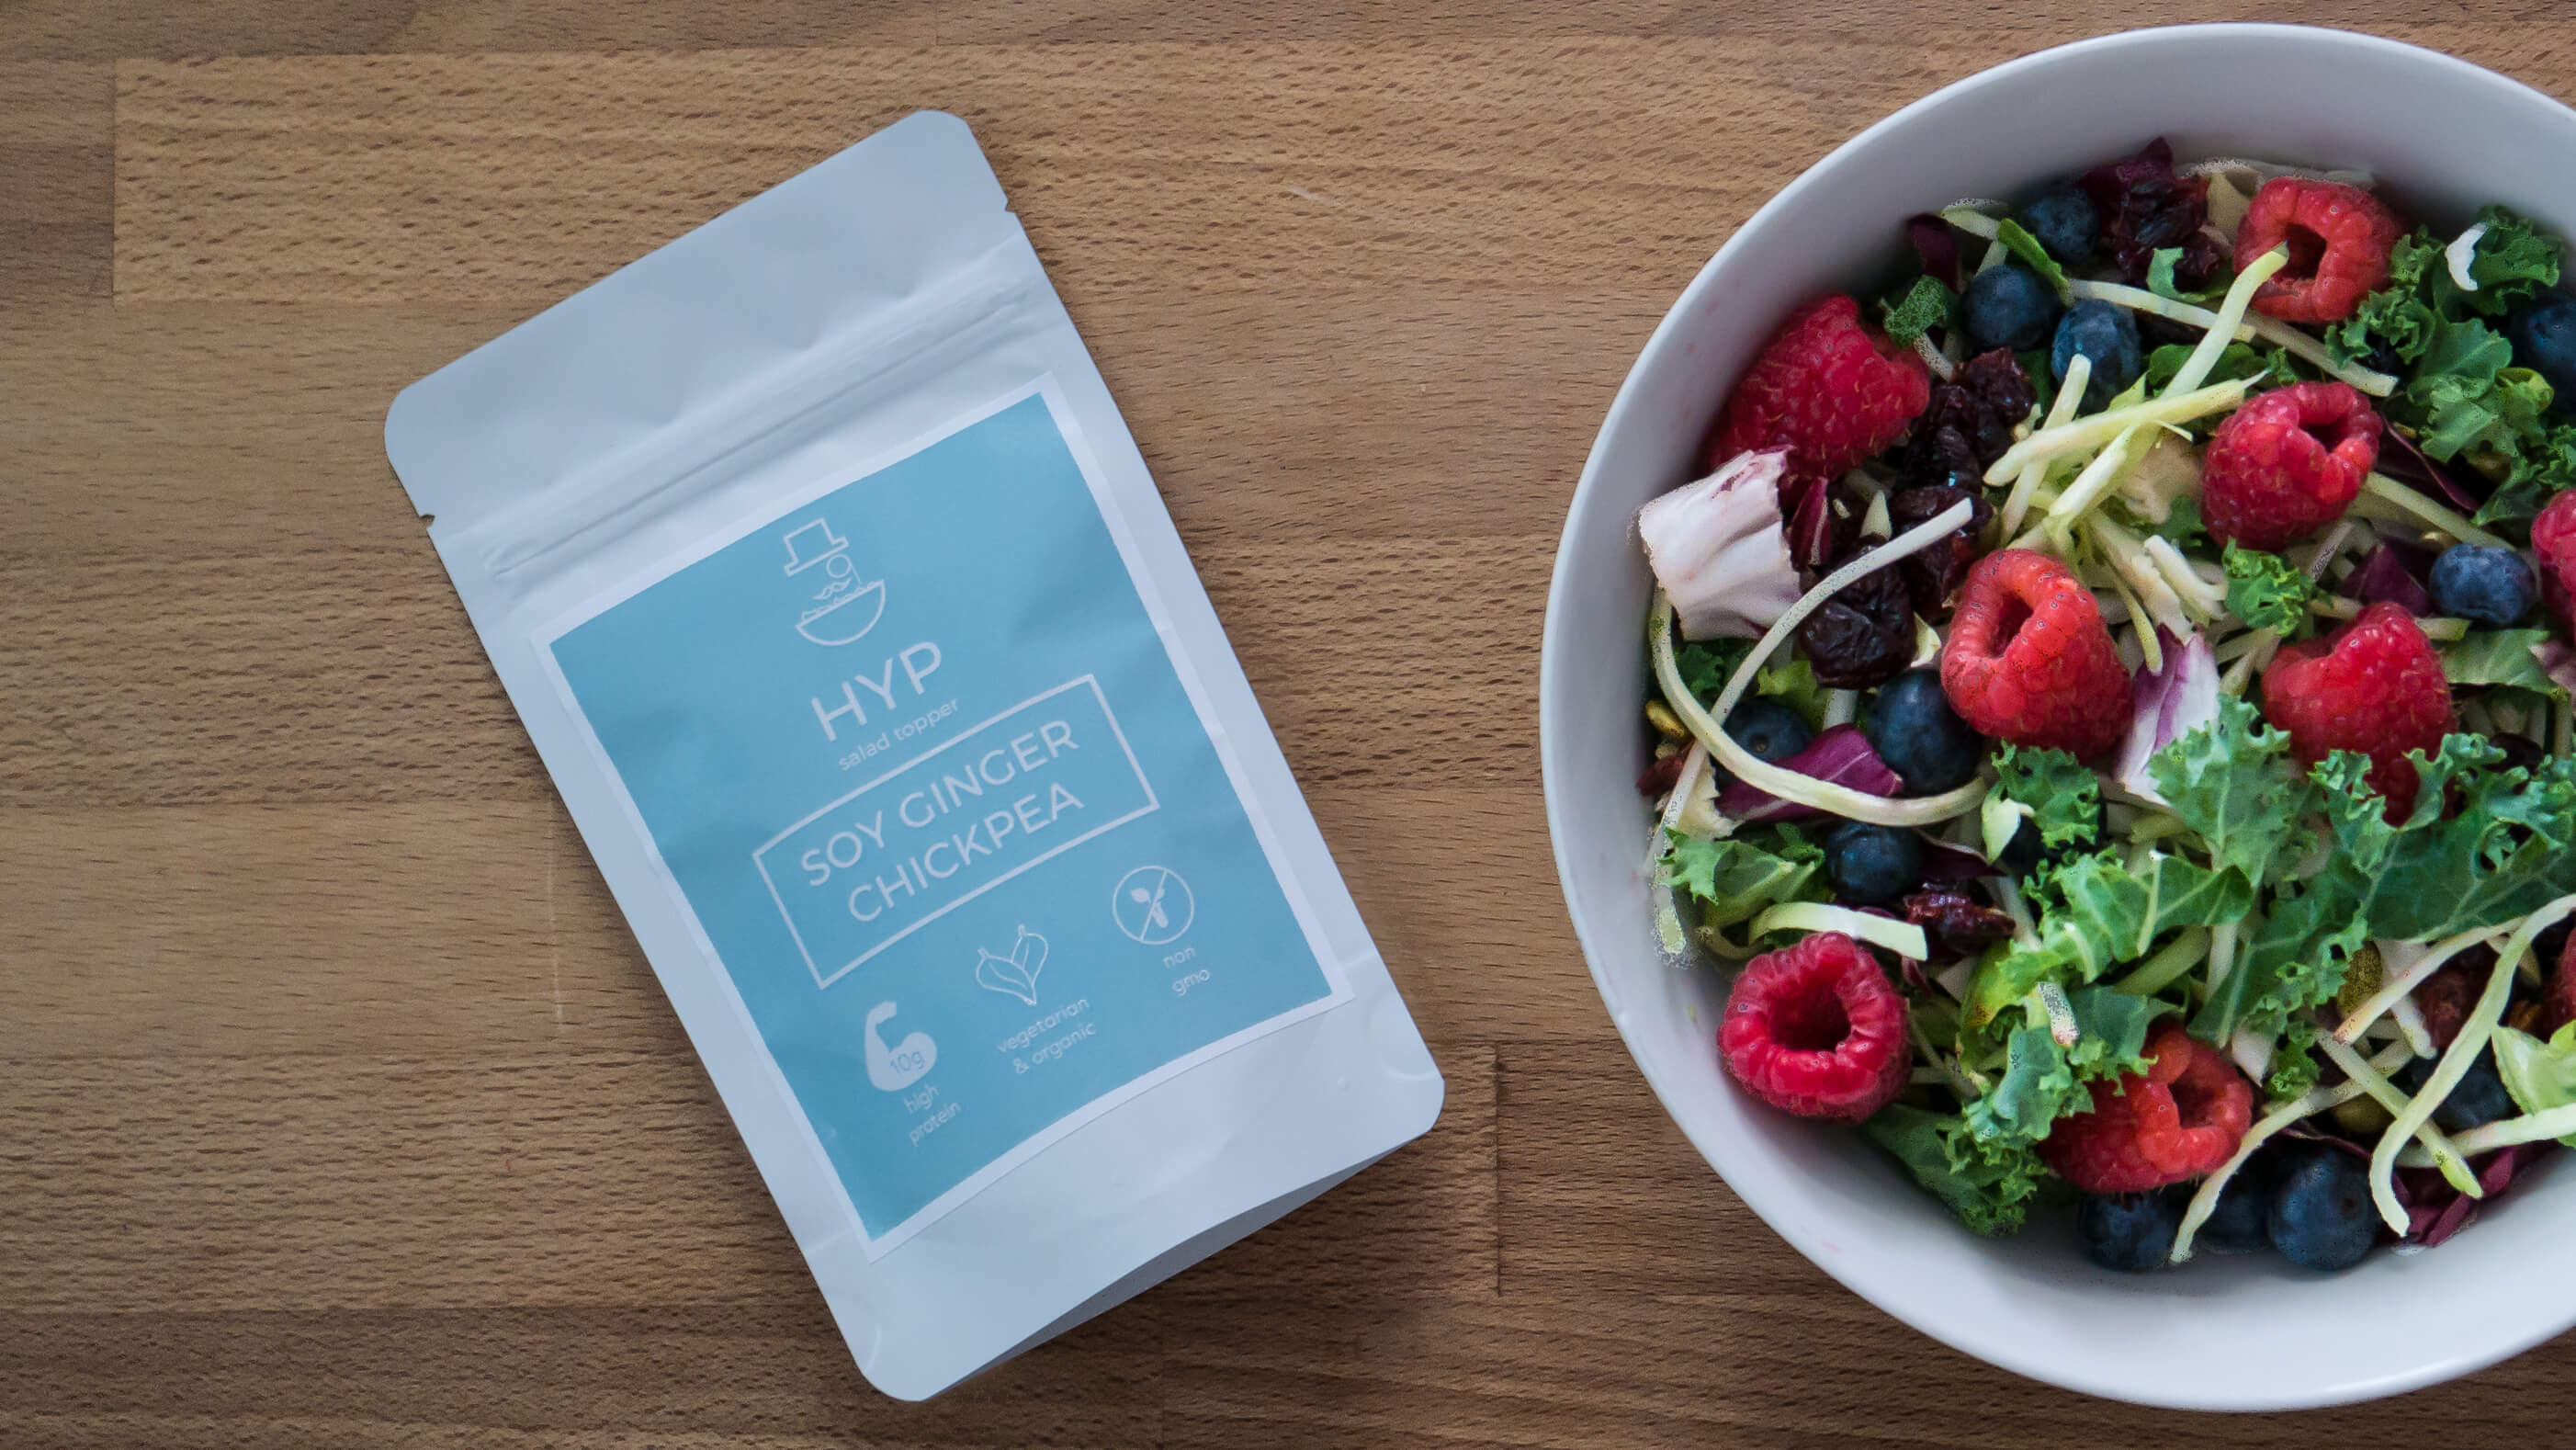 HYP
salad topper
SOY GINGER
CHICKPEA
10g
high
protein
vegetarian
& organic
non
gmo